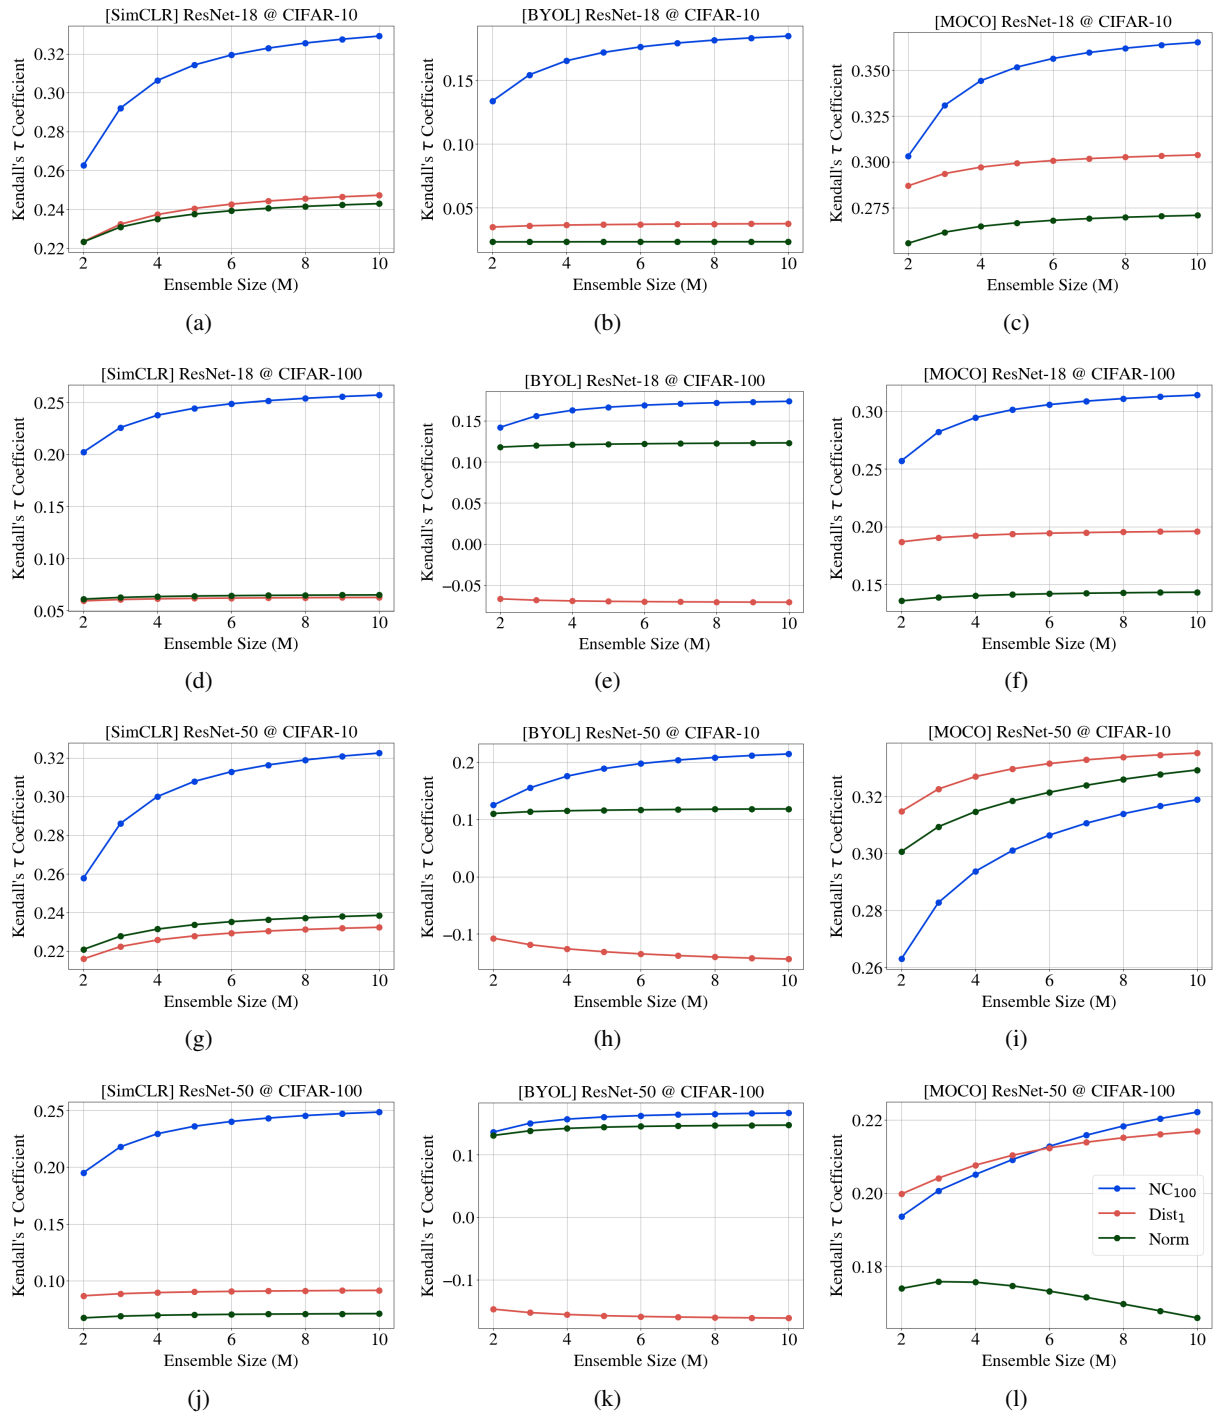 [SimCLR] ResNet-18 @ CIFAR-10
Kendall's τ Coefficient
0.32
0.30
0.28
0.26
0.24
0.22
2 4 6 8 10
Ensemble Size (M)
(a)
[BYOL] ResNet-18 @ CIFAR-10
Kendall's τ Coefficient
0.15
0.10
0.05
2 4 6 8 10
Ensemble Size (M)
(b)
[MOCO] ResNet-18 @ CIFAR-10
Kendall's τ Coefficient
0.350
0.325
0.300
0.275
2 4 6 8 10
Ensemble Size (M)
(c)
[SimCLR] ResNet-18 @ CIFAR-100
Kendall's τ Coefficient
0.25
0.20
0.15
0.10
0.05
2 4 6 8 10
Ensemble Size (M)
(d)
[BYOL] ResNet-18 @ CIFAR-100
Kendall's τ Coefficient
0.15
0.10
0.05
0.00
−0.05
2 4 6 8 10
Ensemble Size (M)
(e)
[MOCO] ResNet-18 @ CIFAR-100
Kendall's τ Coefficient
0.30
0.25
0.20
0.15
2 4 6 8 10
Ensemble Size (M)
(f)
[SimCLR] ResNet-50 @ CIFAR-10
Kendall's τ Coefficient
0.32
0.30
0.28
0.26
0.24
0.22
2 4 6 8 10
Ensemble Size (M)
(g)
[BYOL] ResNet-50 @ CIFAR-10
Kendall's τ Coefficient
0.2
0.1
0.0
−0.1
2 4 6 8 10
Ensemble Size (M)
(h)
[MOCO] ResNet-50 @ CIFAR-10
Kendall's τ Coefficient
0.32
0.30
0.28
0.26
2 4 6 8 10
Ensemble Size (M)
(i)
[SimCLR] ResNet-50 @ CIFAR-100
Kendall's τ Coefficient
0.25
0.20
0.15
0.10
2 4 6 8 10
Ensemble Size (M)
(j)
[BYOL] ResNet-50 @ CIFAR-100
Kendall's τ Coefficient
0.1
0.0
−0.1
2 4 6 8 10
Ensemble Size (M)
(k)
[MOCO] ResNet-50 @ CIFAR-100
Kendall's τ Coefficient
0.22
0.20
0.18
NC₁₀₀
Dist₁
Norm
2 4 6 8 10
Ensemble Size (M)
(l)